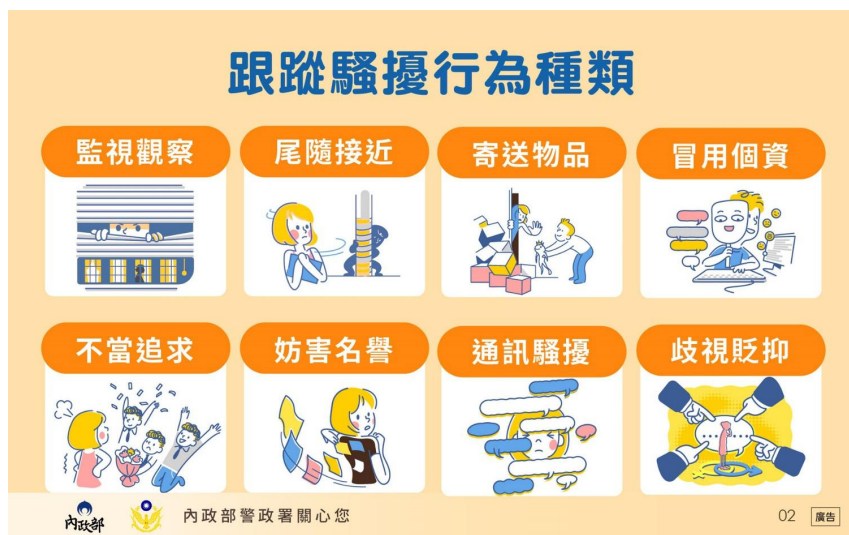 跟蹤騷擾行為種類
監視觀察
尾隨接近
寄送物品
冒用個資
不當追求
妨害名譽
通訊騷擾
歧視貶抑
內政部
內政部警政署關心您
02
廣告